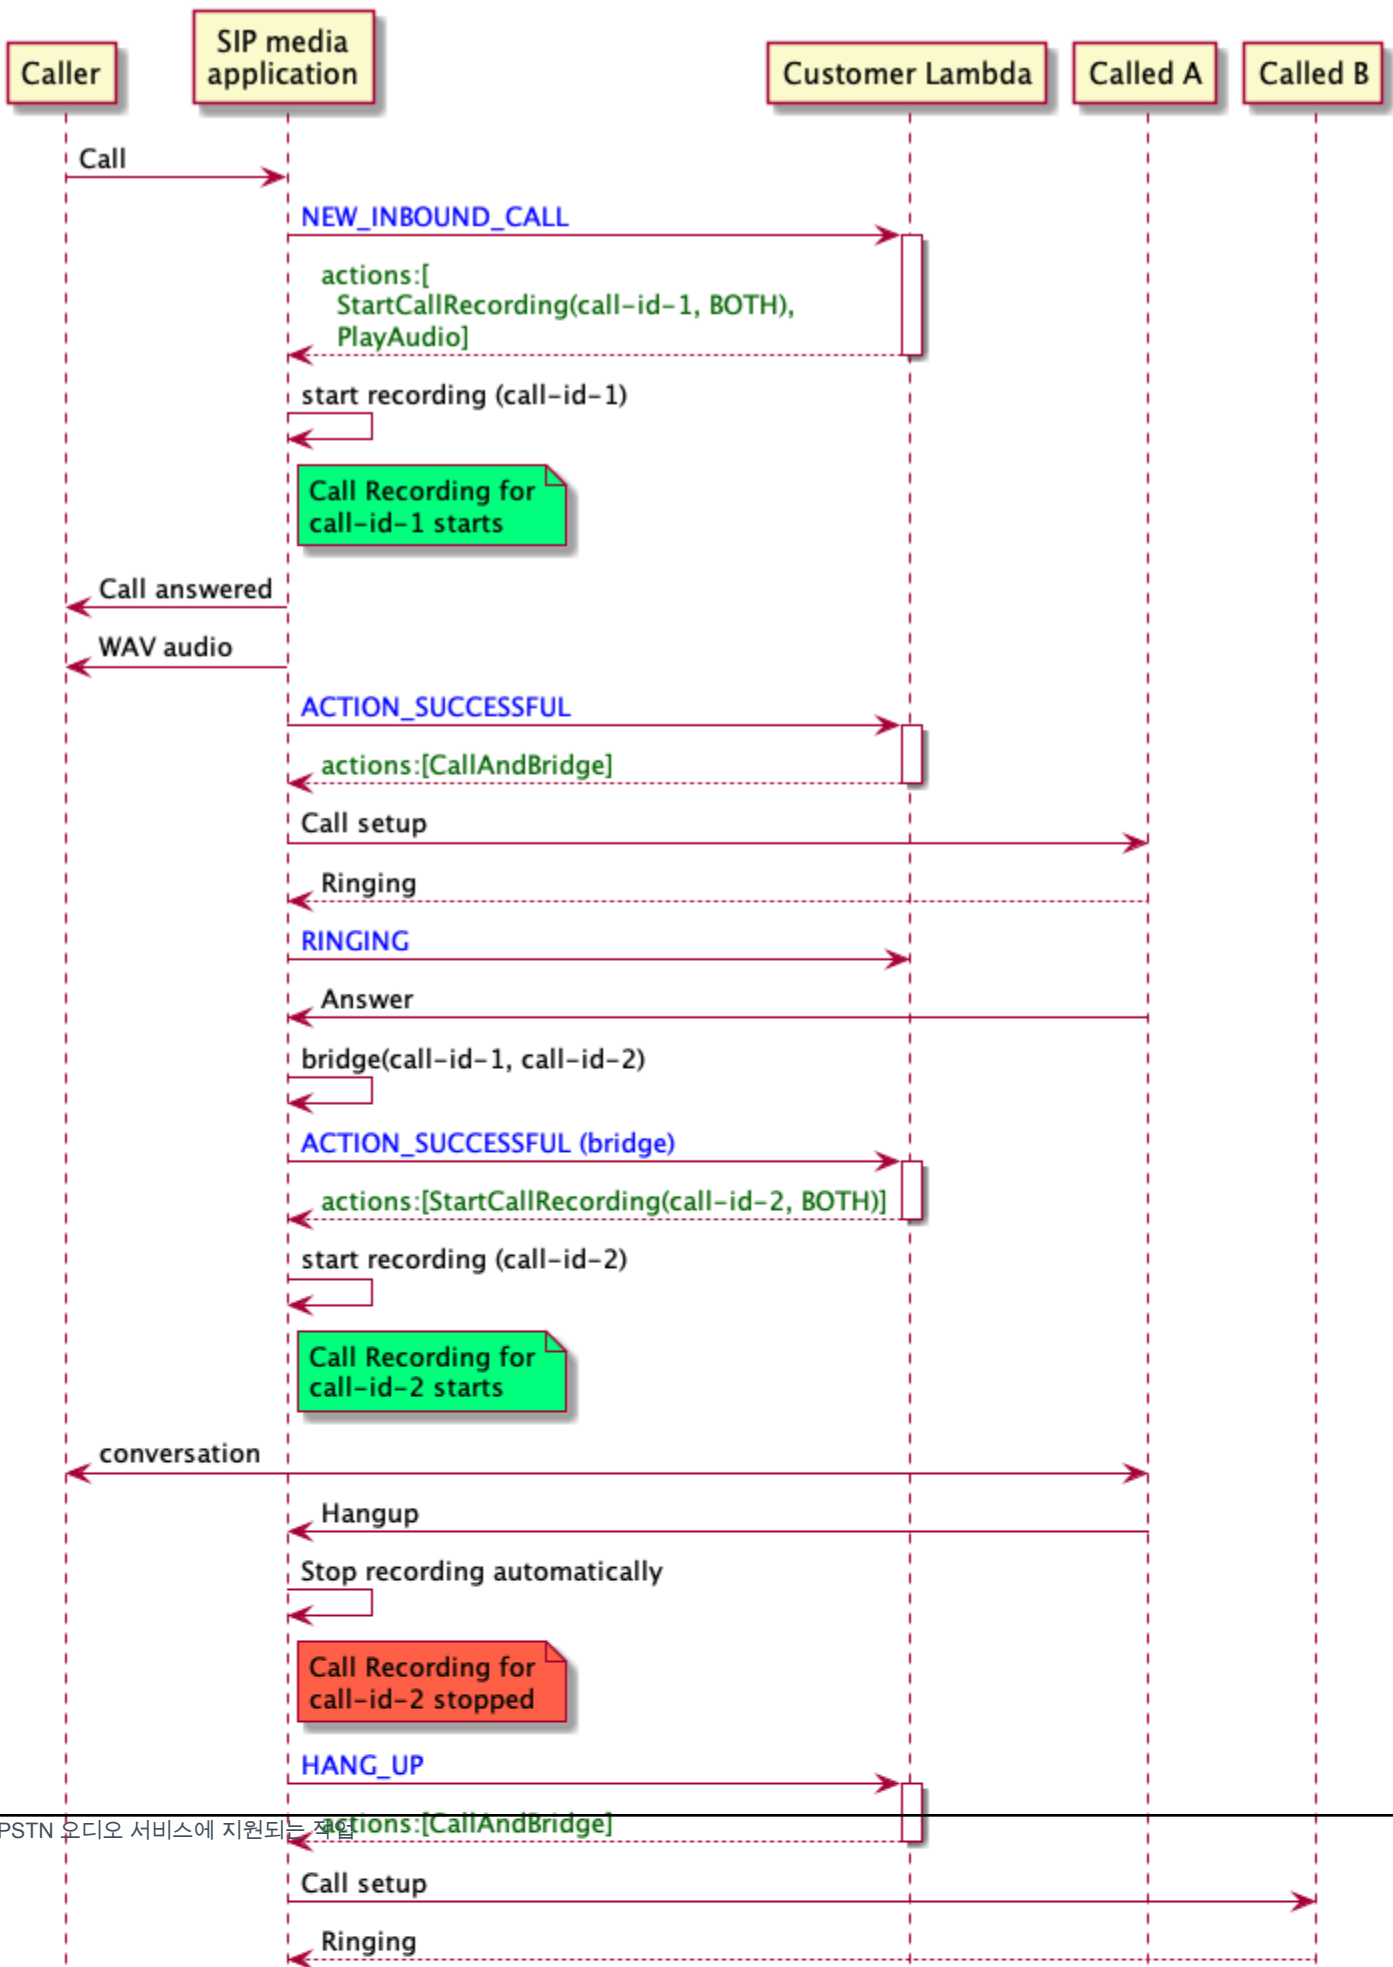 Caller
SIP media
application
Customer Lambda
Called A
Called B
Call
NEW_INBOUND_CALL
actions:[
StartCallRecording(call-id-1, BOTH),
PlayAudio]
start recording (call-id-1)
Call Recording for
call-id-1 starts
Call answered
WAV audio
ACTION_SUCCESSFUL
actions:[CallAndBridge]
Call setup
Ringing
RINGING
Answer
bridge(call-id-1, call-id-2)
ACTION_SUCCESSFUL (bridge)
actions:[StartCallRecording(call-id-2, BOTH)]
start recording (call-id-2)
Call Recording for
call-id-2 starts
conversation
Hangup
Stop recording automatically
Call Recording for
call-id-2 stopped
HANG_UP
actions:[CallAndBridge]
PSTN 오디오 서비스에 지원되는 작업
Call setup
Ringing